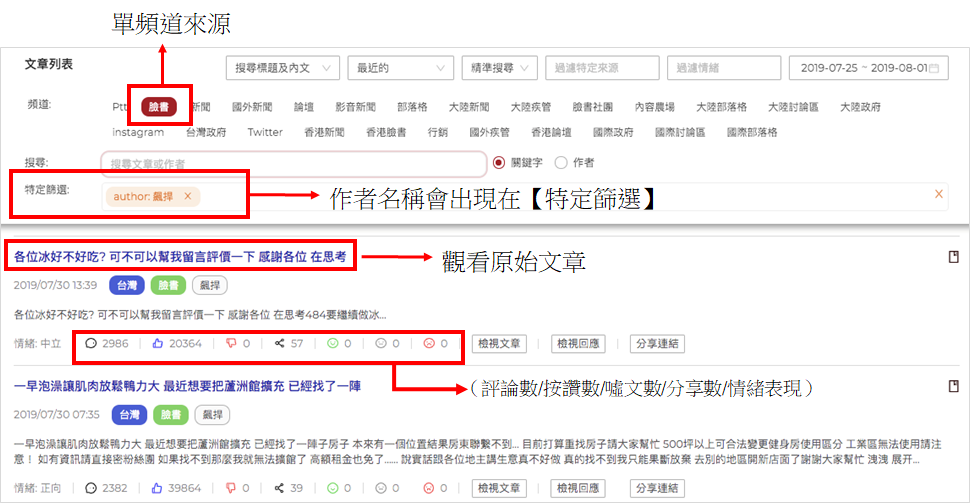 單頻道來源
文章列表
搜尋標題及內文 最近的 精準搜尋 過濾特定來源 過濾情緒 2019-07-25 ~ 2019-08-01
頻道: Ptt 臉書 新聞 國外新聞 論壇 影音新聞 部落格 大陸新聞 大陸疾管 臉書社團 內容農場 大陸部落格 大陸討論區 大陸政府
instagram 台灣政府 Twitter 香港新聞 香港臉書 行銷 國外疾管 香港論壇 國際政府 國際討論區 國際部落格
搜尋: 搜尋文章或作者 關鍵字 作者
特定篩選: author: 飆捍 × ×
作者名稱會出現在【特定篩選】
各位冰好不好吃? 可不可以幫我留言評價一下 感謝各位 在思考
觀看原始文章
2019/07/30 13:39 台灣 臉書 飆捍
各位冰好不好吃? 可不可以幫我留言評價一下 感謝各位 在思考484要繼續做冰...
情緒: 中立 2986 20364 0 57 0 0 0 檢視文章 檢視回應 分享連結
一早泡澡讓肌肉放鬆鴨力大 最近想要把蘆洲館擴充 已經找了一陣
(評論數/按讚數/噓文數/分享數/情緒表現)
2019/07/30 07:35 台灣 臉書 飆捍
一早泡澡讓肌肉放鬆鴨力大 最近想要把蘆洲館擴充 已經找了一陣子房子 本來有一個位置結果房東聯繫不到... 目前打算重找房子請大家幫忙 500坪以上可合法變更健身房使用區分 工業區無法使用請注
意！ 如有資訊請直接密粉絲團 如果找不到那麼我就無法擴館了 高額租金也免了...... 說實話跟各位地主講生意真不好做 真的找不到我只能果斷放棄 去別的地區開新店面了謝謝大家幫忙 洩洩 展開...
情緒: 正向 2382 39864 0 39 0 0 0 檢視文章 檢視回應 分享連結